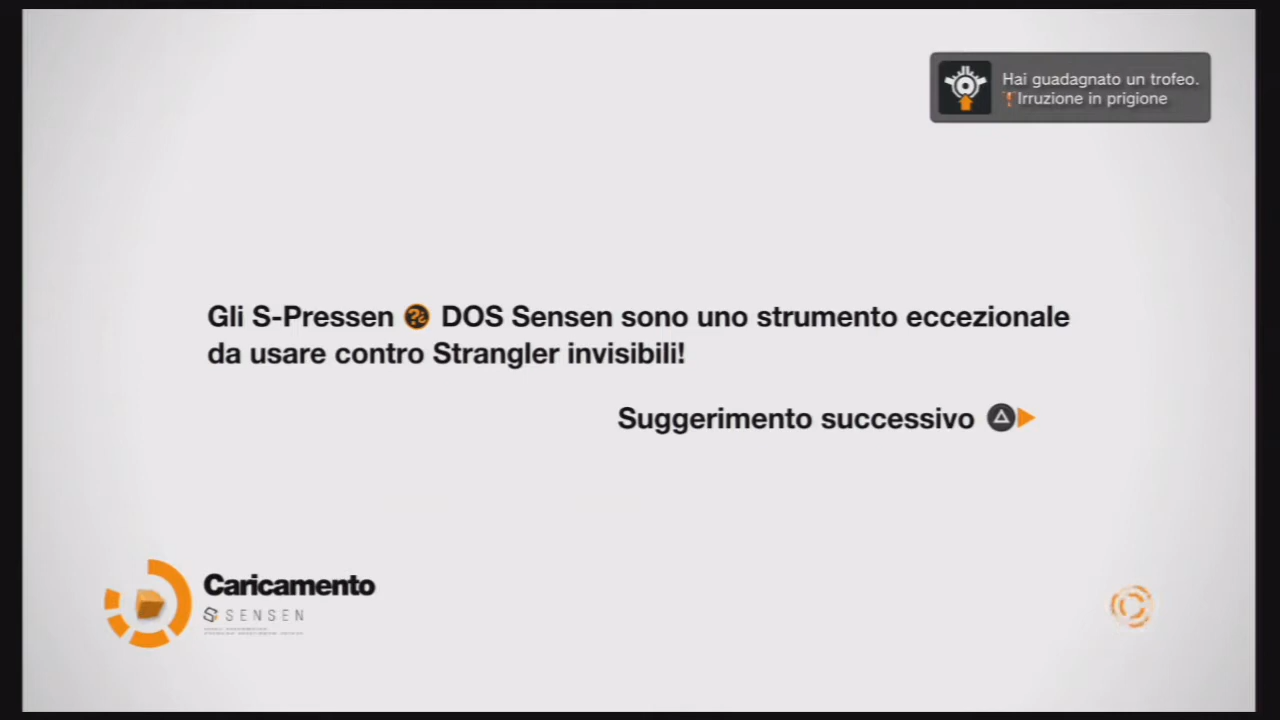 Hai guadagnato un trofeo.
Irruzione in prigione
Gli S-Pressen DOS Sensen sono uno strumento eccezionale
da usare contro Strangler invisibili!
Suggerimento successivo
Caricamento
SENSEN